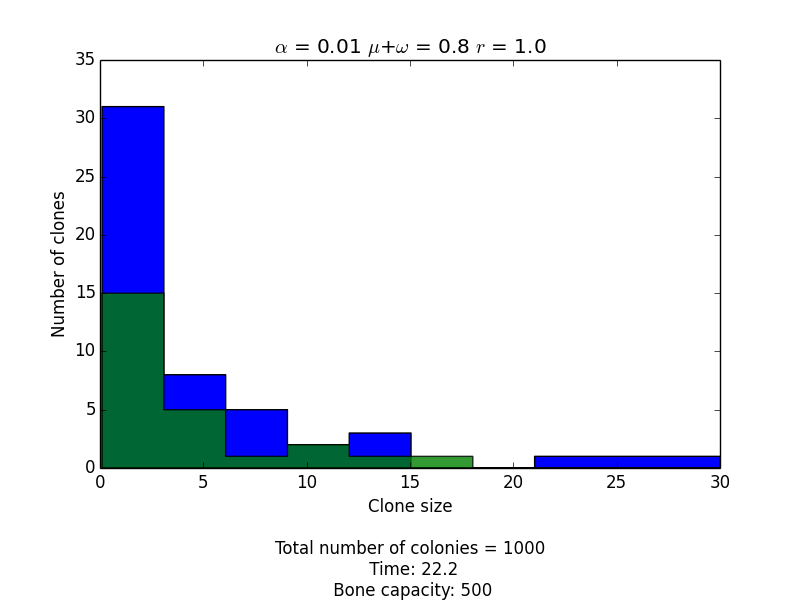 α = 0.01 μ+ω = 0.8 r = 1.0
35
30
25
20
15
10
5
0
Number of clones
0 5 10 15 20 25 30
Clone size
Total number of colonies = 1000
Time: 22.2
Bone capacity: 500